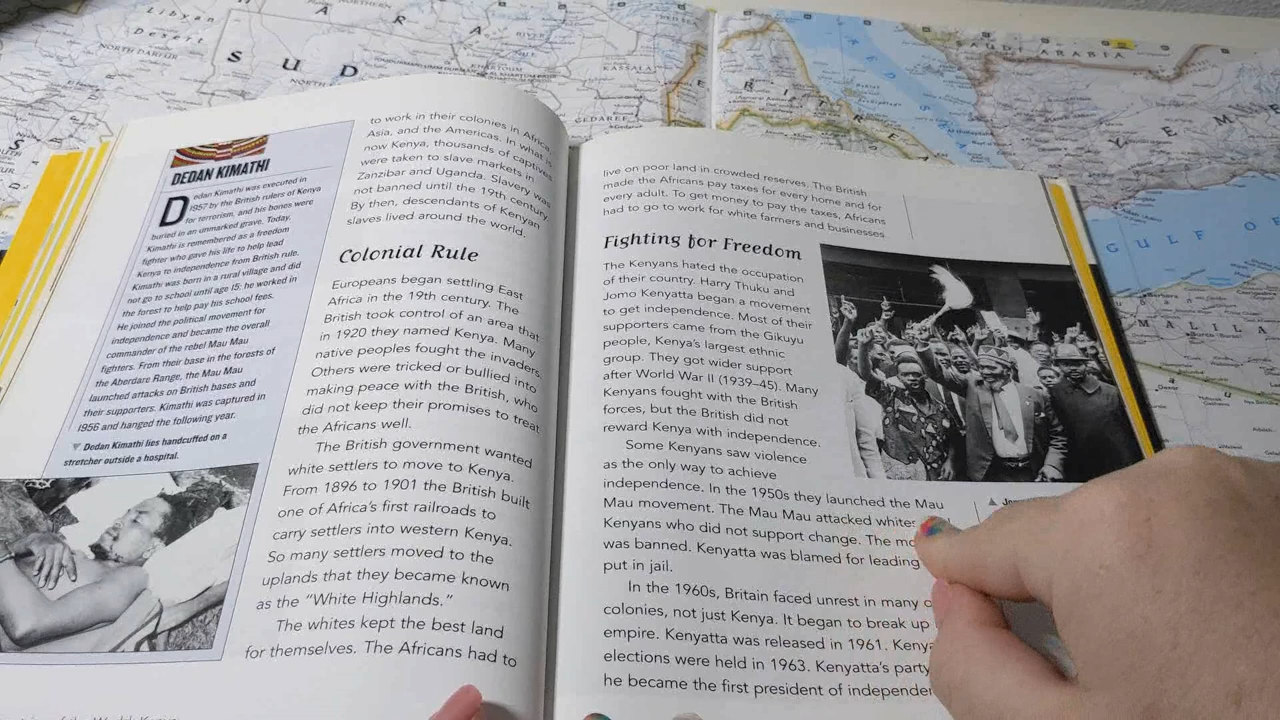 Libyan
Desert
NORTH DARFUR
S U D
A R A
KASSALA
GEDAREF
E R I T R E
SAUDI ARABIA
Y E M E
GULF OF
MALILA
DEDAN KIMATHI
Dedan Kimathi was executed in
1957 by the British rulers of Kenya
for terrorism, and his bones were
buried in an unmarked grave. Today,
Kimathi is remembered as a freedom
fighter who gave his life to help lead
Kenya to independence from British rule.
Kimathi was born in a rural village and did
not go to school until age 15; he worked in
the forest to help pay his school fees.
He joined the political movement for
independence and became the overall
commander of the rebel Mau Mau
fighters. From their base in the forests of
the Aberdare Range, the Mau Mau
launched attacks on British bases and
their supporters. Kimathi was captured in
1956 and hanged the following year.
▼ Dedan Kimathi lies handcuffed on a
stretcher outside a hospital.
to work in their colonies in Africa,
Asia, and the Americas. In what is
now Kenya, thousands of captives
were taken to slave markets in
Zanzibar and Uganda. Slavery was
not banned until the 19th century.
By then, descendants of Kenyan
slaves lived around the world.
Colonial Rule
Europeans began settling East
Africa in the 19th century. The
British took control of an area that
in 1920 they named Kenya. Many
native peoples fought the invaders.
Others were tricked or bullied into
making peace with the British, who
did not keep their promises to treat
the Africans well.
The British government wanted
white settlers to move to Kenya.
From 1896 to 1901 the British built
one of Africa's first railroads to
carry settlers into western Kenya.
So many settlers moved to the
uplands that they became known
as the "White Highlands."
The whites kept the best land
for themselves. The Africans had to
live on poor land in crowded reserves. The British
made the Africans pay taxes for every home and for
every adult. To get money to pay the taxes, Africans
had to go to work for white farmers and businesses.
Fighting for Freedom
The Kenyans hated the occupation
of their country. Harry Thuku and
Jomo Kenyatta began a movement
to get independence. Most of their
supporters came from the Gikuyu
people, Kenya's largest ethnic
group. They got wider support
after World War II (1939–45). Many
Kenyans fought with the British
forces, but the British did not
reward Kenya with independence.
Some Kenyans saw violence
as the only way to achieve
independence. In the 1950s they launched the Mau
Mau movement. The Mau Mau attacked whites
Kenyans who did not support change. The mo
was banned. Kenyatta was blamed for leading
put in jail.
In the 1960s, Britain faced unrest in many o
colonies, not just Kenya. It began to break up
empire. Kenyatta was released in 1961. Kenya
elections were held in 1963. Kenyatta's party
he became the first president of independen
▲ Jom